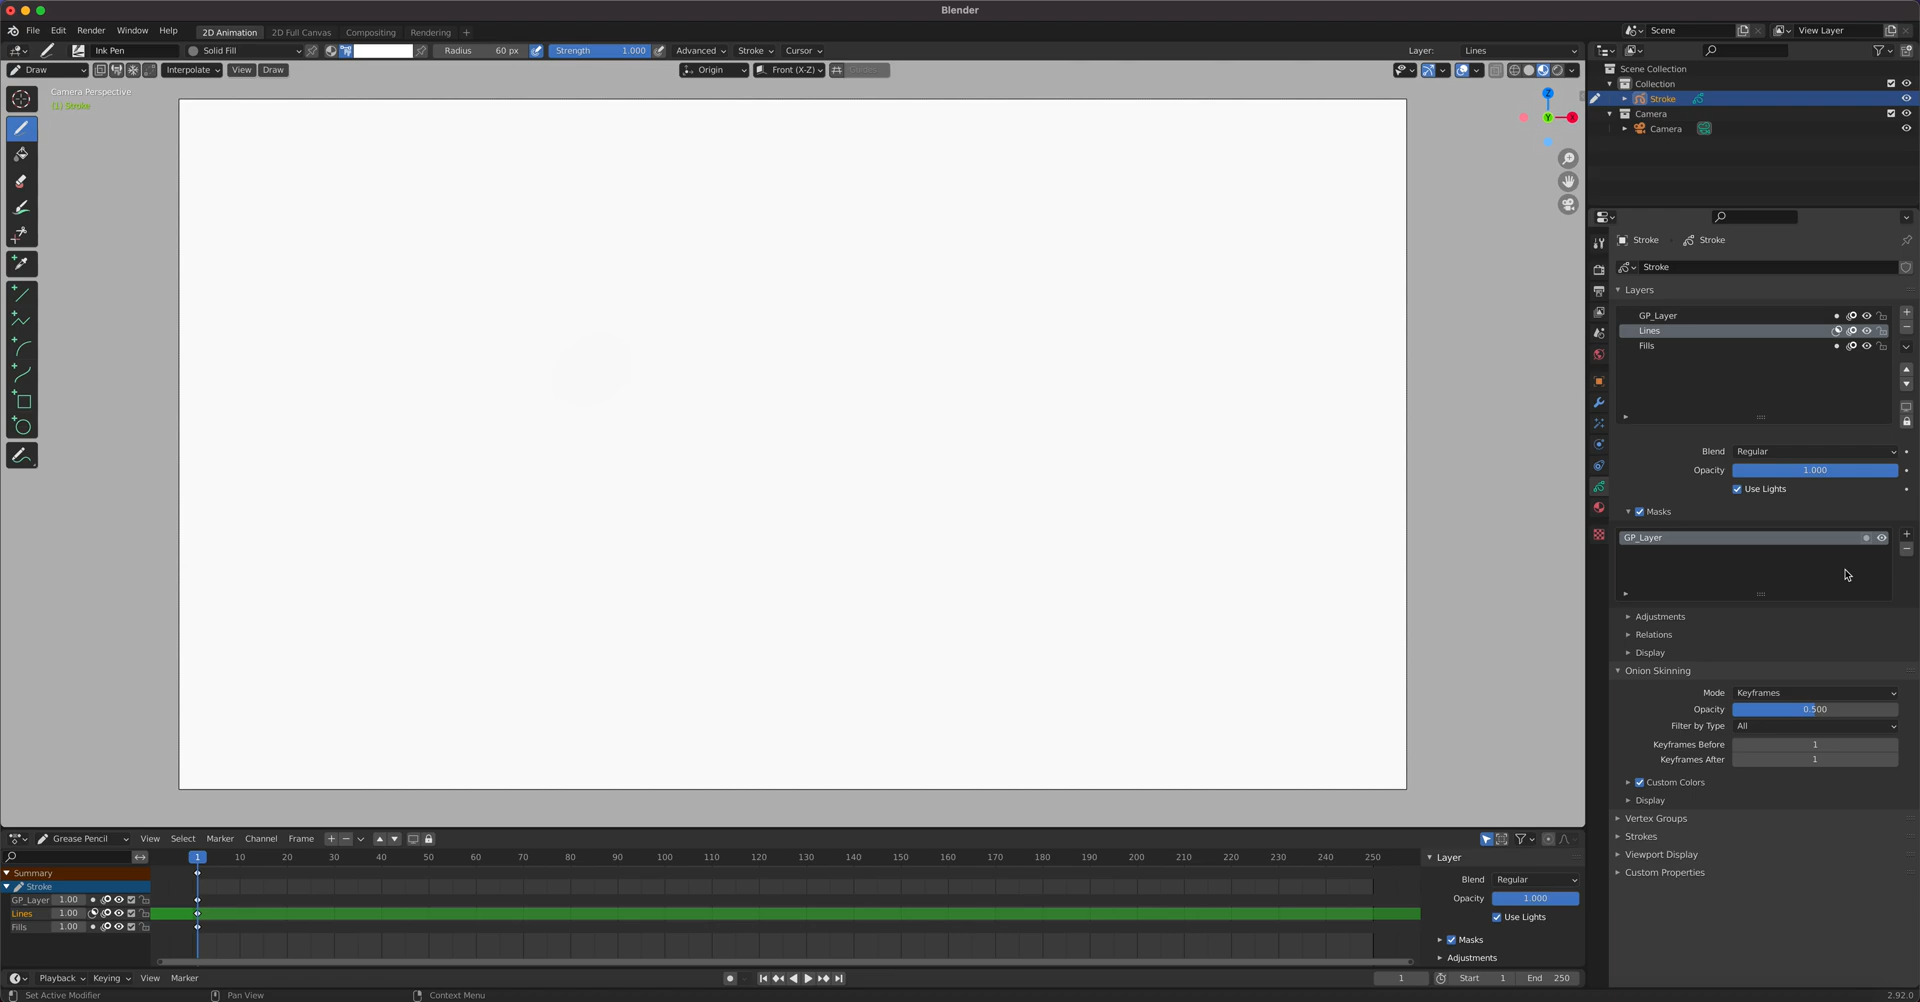 Blender
File Edit Render Window Help 2D Animation 2D Full Canvas Compositing Rendering + Scene View Layer
Ink Pen Solid Fill Radius 60 px Strength 1.000 Advanced Stroke Cursor Layer: Lines
Draw Interpolate View Draw Origin Front (X-Z) Guides
Camera Perspective
(1) Stroke
Z
Y X
Scene Collection
Collection
Stroke
Camera
Camera
Stroke Stroke
Stroke
Layers
GP_Layer
Lines
Fills
Blend Regular
Opacity 1.000
Use Lights
Masks
GP_Layer
Adjustments
Relations
Display
Onion Skinning
Mode Keyframes
Opacity 0.500
Filter by Type All
Keyframes Before 1
Keyframes After 1
Custom Colors
Display
Vertex Groups
Strokes
Viewport Display
Custom Properties
Grease Pencil View Select Marker Channel Frame
1 10 20 30 40 50 60 70 80 90 100 110 120 130 140 150 160 170 180 190 200 210 220 230 240 250
Summary
Stroke
GP_Layer 1.00
Lines 1.00
Fills 1.00
Layer
Blend Regular
Opacity 1.000
Use Lights
Masks
Adjustments
Playback Keying View Marker 1 Start 1 End 250
Set Active Modifier Pan View Context Menu 2.92.0